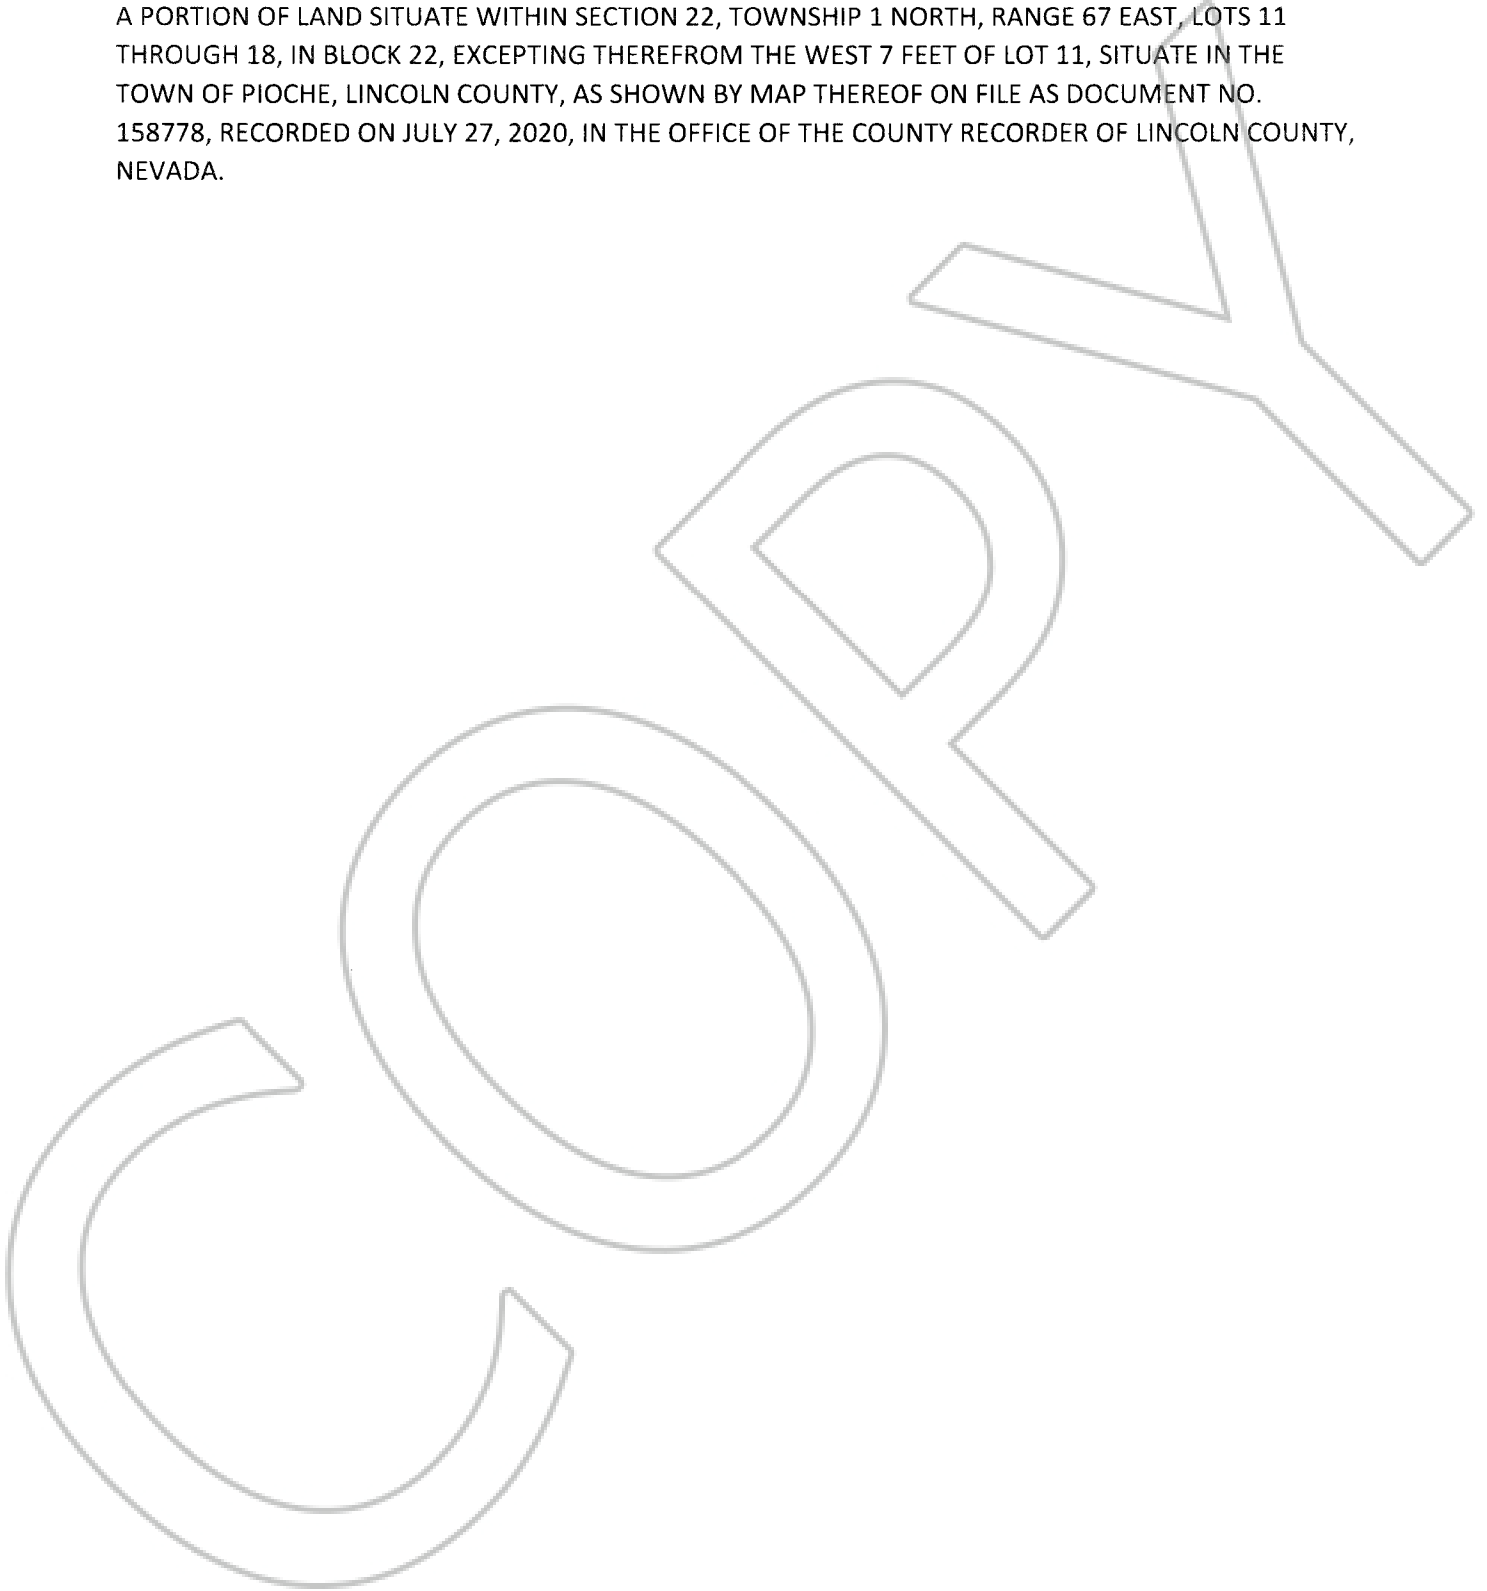 A PORTION OF LAND SITUATE WITHIN SECTION 22, TOWNSHIP 1 NORTH, RANGE 67 EAST, LOTS 11
THROUGH 18, IN BLOCK 22, EXCEPTING THEREFROM THE WEST 7 FEET OF LOT 11, SITUATE IN THE
TOWN OF PIOCHE, LINCOLN COUNTY, AS SHOWN BY MAP THEREOF ON FILE AS DOCUMENT NO.
158778, RECORDED ON JULY 27, 2020, IN THE OFFICE OF THE COUNTY RECORDER OF LINCOLN COUNTY,
NEVADA.
COPY